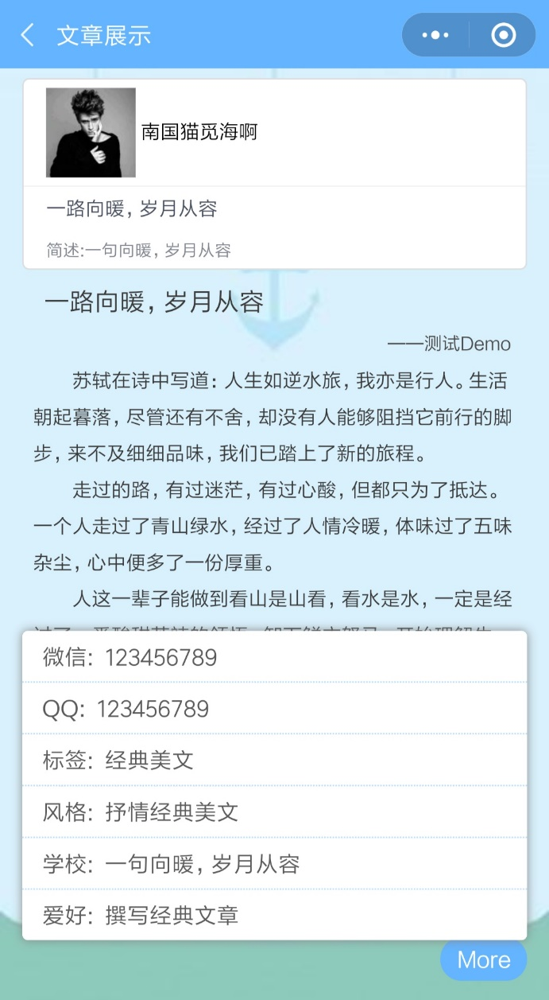 文章展示
南国猫觅海啊
一路向暖，岁月从容
简述:一句向暖，岁月从容
一路向暖，岁月从容
——测试Demo
苏轼在诗中写道：人生如逆水旅，我亦是行人。生活
朝起暮落，尽管还有不舍，却没有人能够阻挡它前行的脚
步，来不及细细品味，我们已踏上了新的旅程。
走过的路，有过迷茫，有过心酸，但都只为了抵达。
一个人走过了青山绿水，经过了人情冷暖，体味过了五味
杂尘，心中便多了一份厚重。
人这一辈子能做到看山是山看，看水是水，一定是经
微信: 123456789
QQ: 123456789
标签: 经典美文
风格: 抒情经典美文
学校: 一句向暖，岁月从容
爱好: 撰写经典文章
More